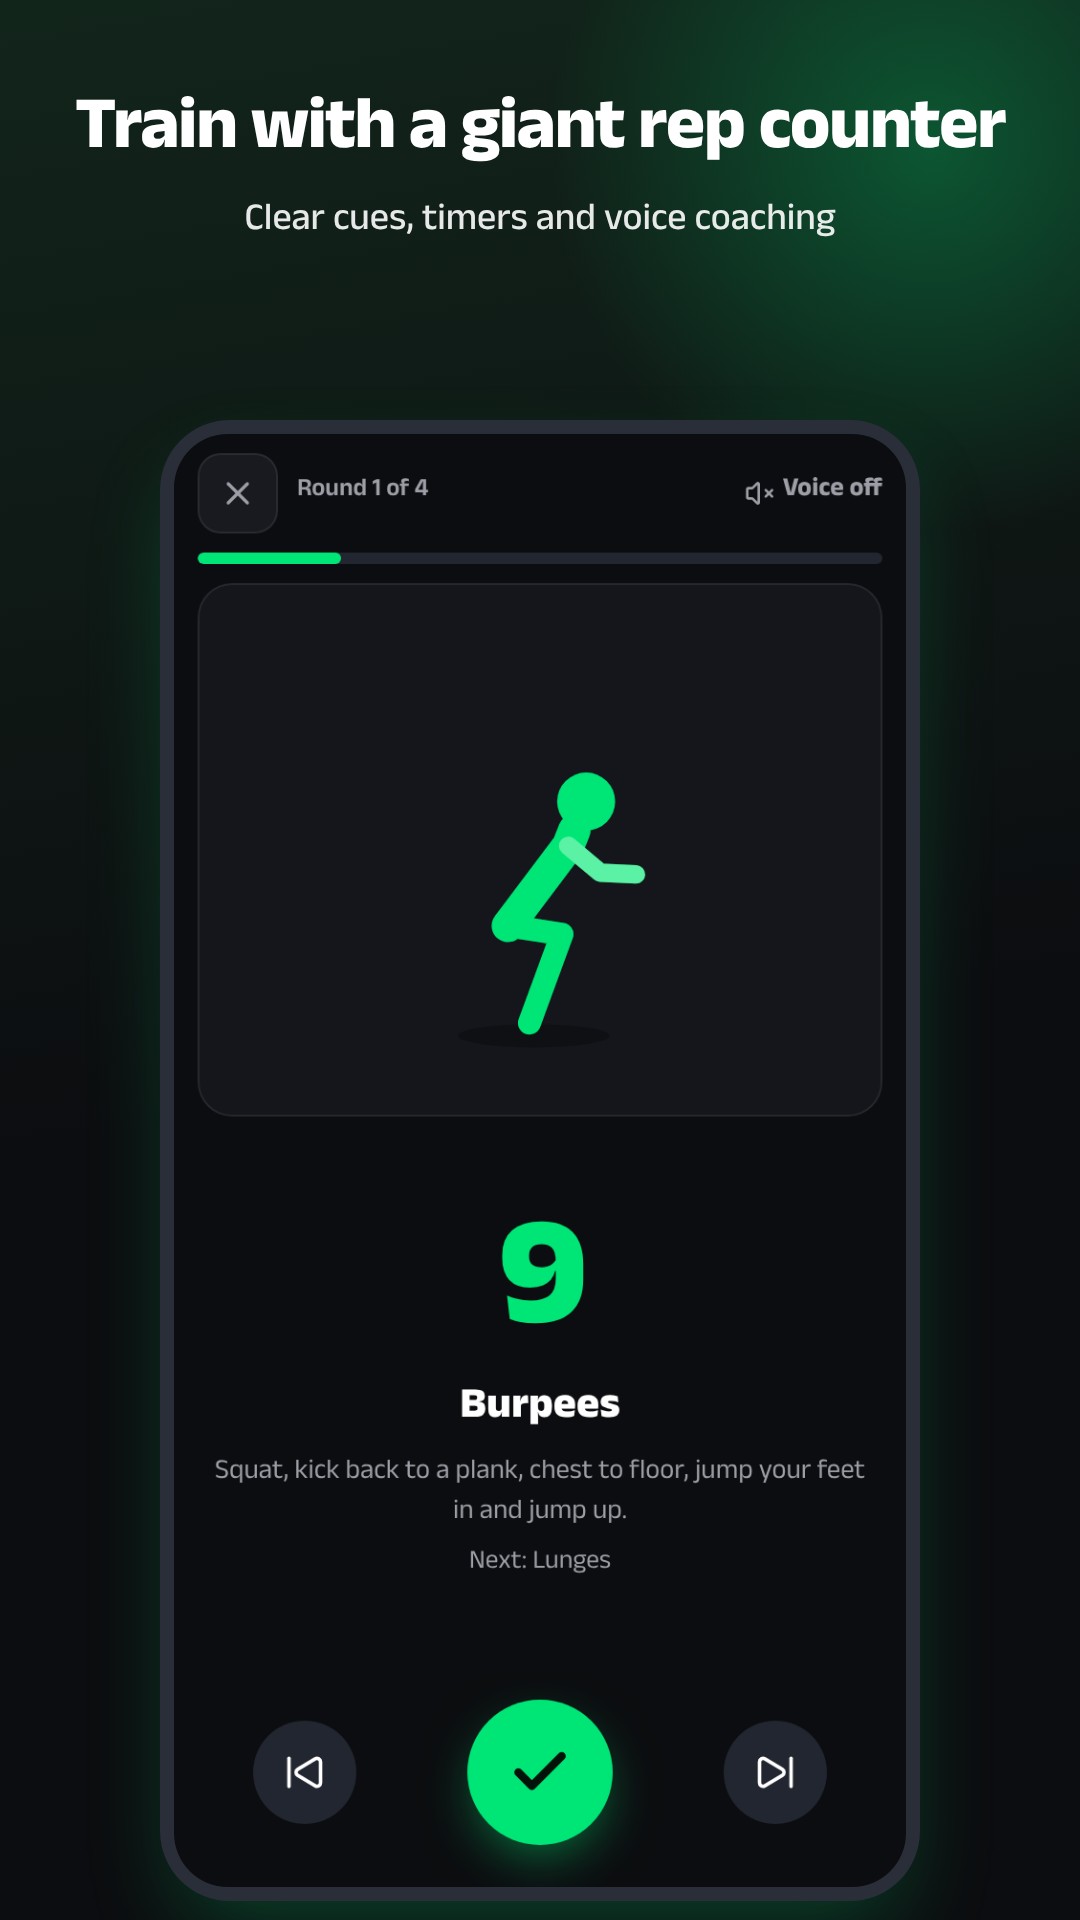 Train with a giant rep counter
Clear cues, timers and voice coaching
Round 1 of 4
Voice off
9
Burpees
Squat, kick back to a plank, chest to floor, jump your feet
in and jump up.
Next: Lunges